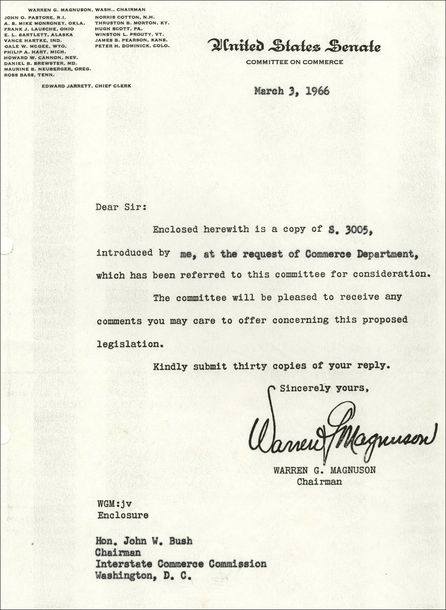 WARREN G. MAGNUSON, WASH., CHAIRMAN
JOHN O. PASTORE, R.I.
A. S. MIKE MONRONEY, OKLA.
FRANK J. LAUSCHE, OHIO
E. L. BARTLETT, ALASKA
VANCE HARTKE, IND.
GALE W. MCGEE, WYO.
PHILIP A. HART, MICH.
HOWARD W. CANNON, NEV.
DANIEL B. BREWSTER, MD.
MAURINE B. NEUBERGER, OREG.
ROSS BASS, TENN.
NORRIS COTTON, N.H.
THRUSTON B. MORTON, KY.
HUGH SCOTT, PA.
WINSTON L. PROUTY, VT.
JAMES B. PEARSON, KANS.
PETER H. DOMINICK, COLO.
EDWARD JARRETT, CHIEF CLERK
United States Senate
COMMITTEE ON COMMERCE
March 3, 1966
Dear Sir:
Enclosed herewith is a copy of S. 3005,
introduced by me, at the request of Commerce Department,
which has been referred to this committee for consideration.
The committee will be pleased to receive any
comments you may care to offer concerning this proposed
legislation.
Kindly submit thirty copies of your reply.
Sincerely yours,
Warren G Magnuson
WARREN G. MAGNUSON
Chairman
WGM:jv
Enclosure
Hon. John W. Bush
Chairman
Interstate Commerce Commission
Washington, D. C.